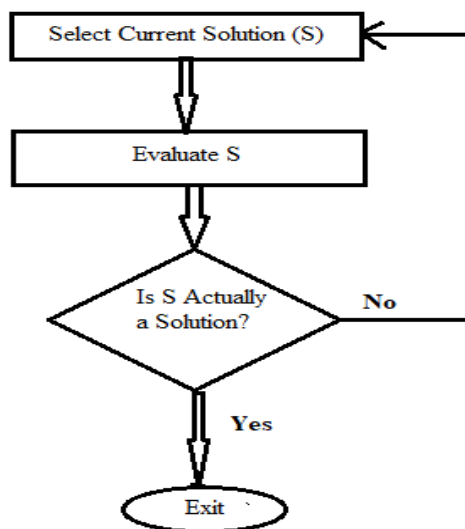 Select Current Solution (S)
Evaluate S
Is S Actually
a Solution?
No
Yes
Exit